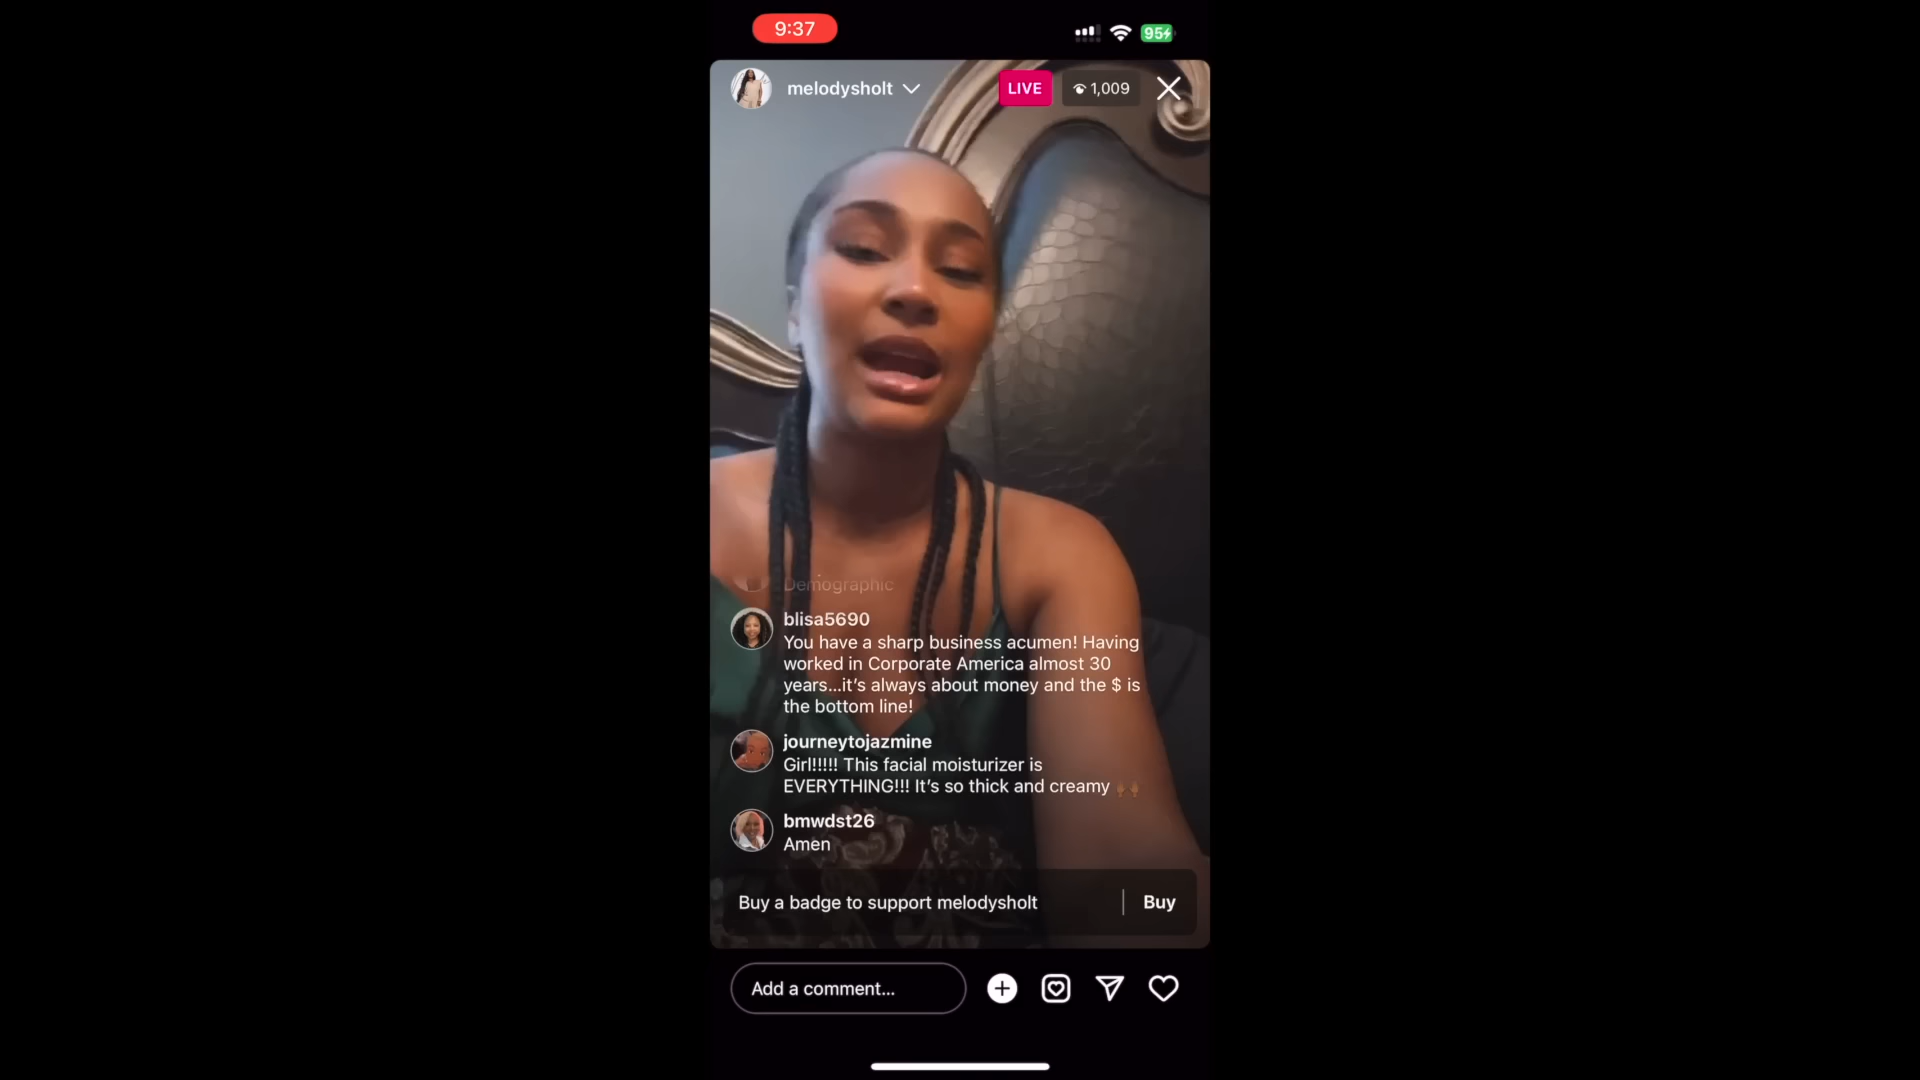 9:37
95
melodysholt
LIVE
1,009
Demographic
blisa5690
You have a sharp business acumen! Having
worked in Corporate America almost 30
years...it's always about money and the $ is
the bottom line!
journeytojazmine
Girl!!!!! This facial moisturizer is
EVERYTHING!!! It's so thick and creamy 🙌🏾
bmwdst26
Amen
Buy a badge to support melodysholt
Buy
Add a comment...